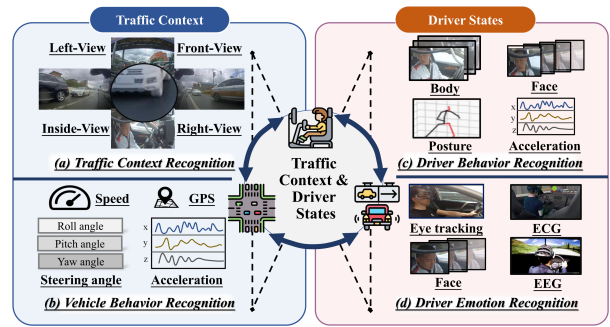 Traffic Context
Left-View
Front-View
Inside-View
Right-View
(a) Traffic Context Recognition
Speed
GPS
Roll angle
Pitch angle
Yaw angle
x
y
z
Steering angle
Acceleration
(b) Vehicle Behavior Recognition
Traffic
Context &
Driver
States
Driver States
Body
Face
x
y
z
Posture
Acceleration
(c) Driver Behavior Recognition
Eye tracking
ECG
Face
EEG
(d) Driver Emotion Recognition